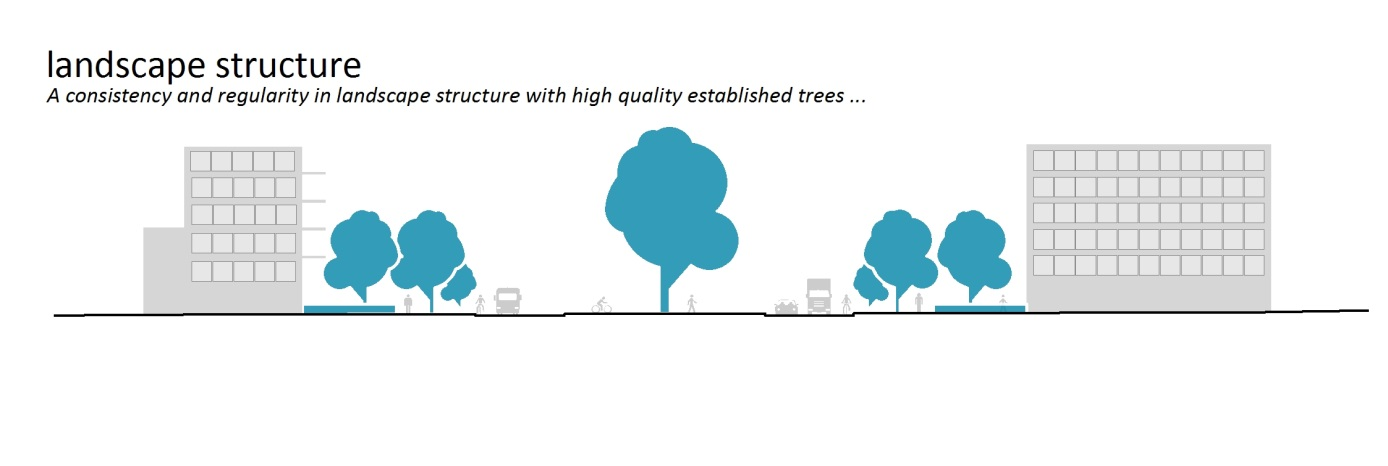 landscape structure
A consistency and regularity in landscape structure with high quality established trees ...